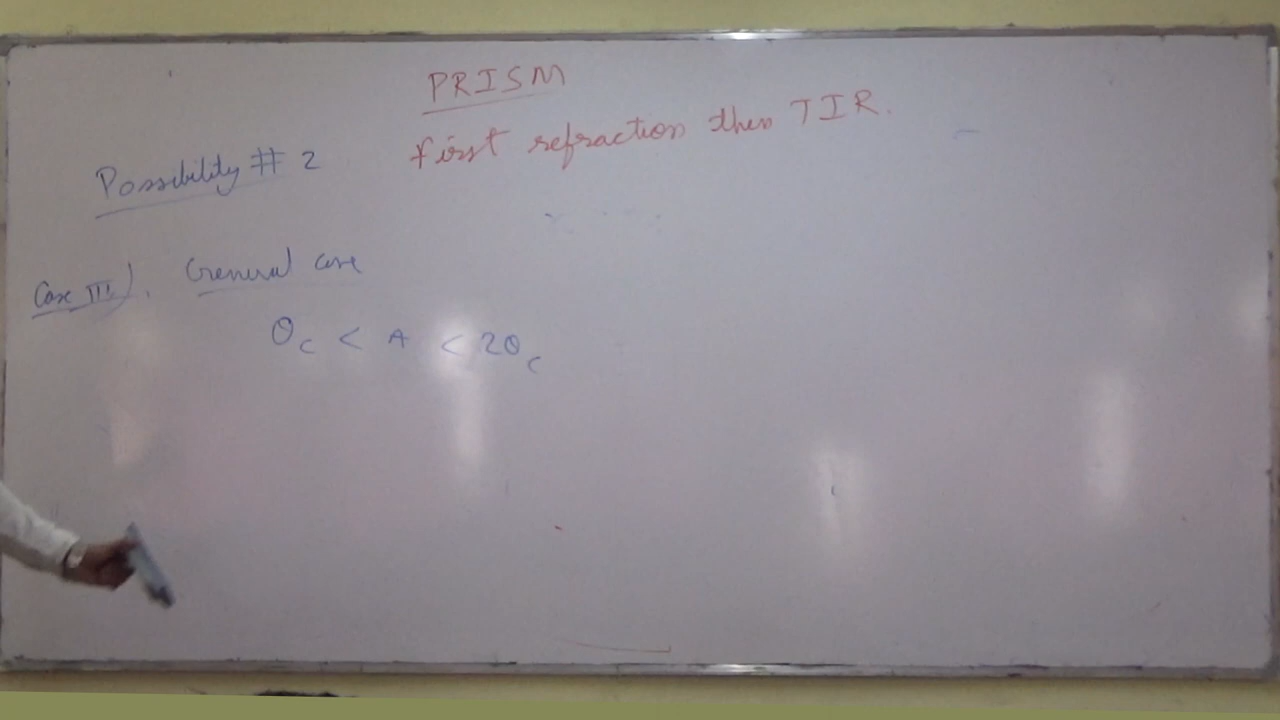 PRISM
first refraction then TIR.
Possibility # 2
Case III). General case
θc < A < 2θc